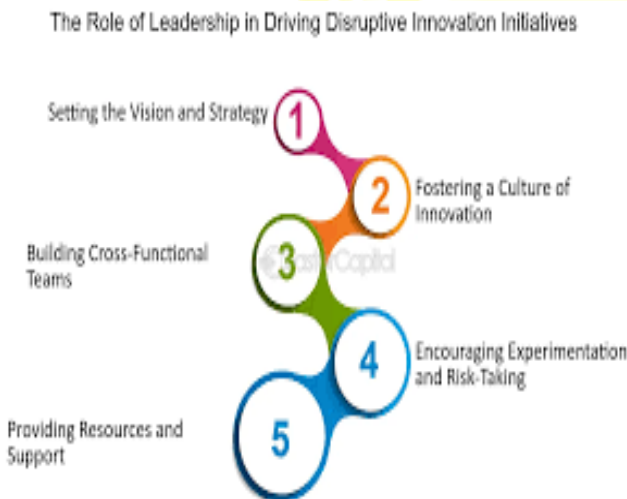 The Role of Leadership in Driving Disruptive Innovation Initiatives
Setting the Vision and Strategy
1
2
Fostering a Culture of
Innovation
Building Cross-Functional
Teams
3
4
Encouraging Experimentation
and Risk-Taking
Providing Resources and
Support
5